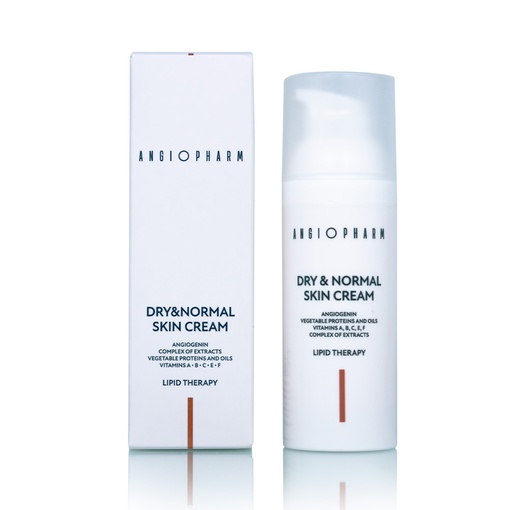 ANGIOPHARM
DRY&NORMAL
SKIN CREAM
ANGIOGENIN
COMPLEX OF EXTRACTS
VEGETABLE PROTEINS AND OILS
VITAMINS A • B • C • E • F
LIPID THERAPY
ANGIOPHARM
DRY & NORMAL
SKIN CREAM
ANGIOGENIN
VEGETABLE PROTEINS AND OILS
VITAMINS A, B, C, E, F
COMPLEX OF EXTRACTS
LIPID THERAPY